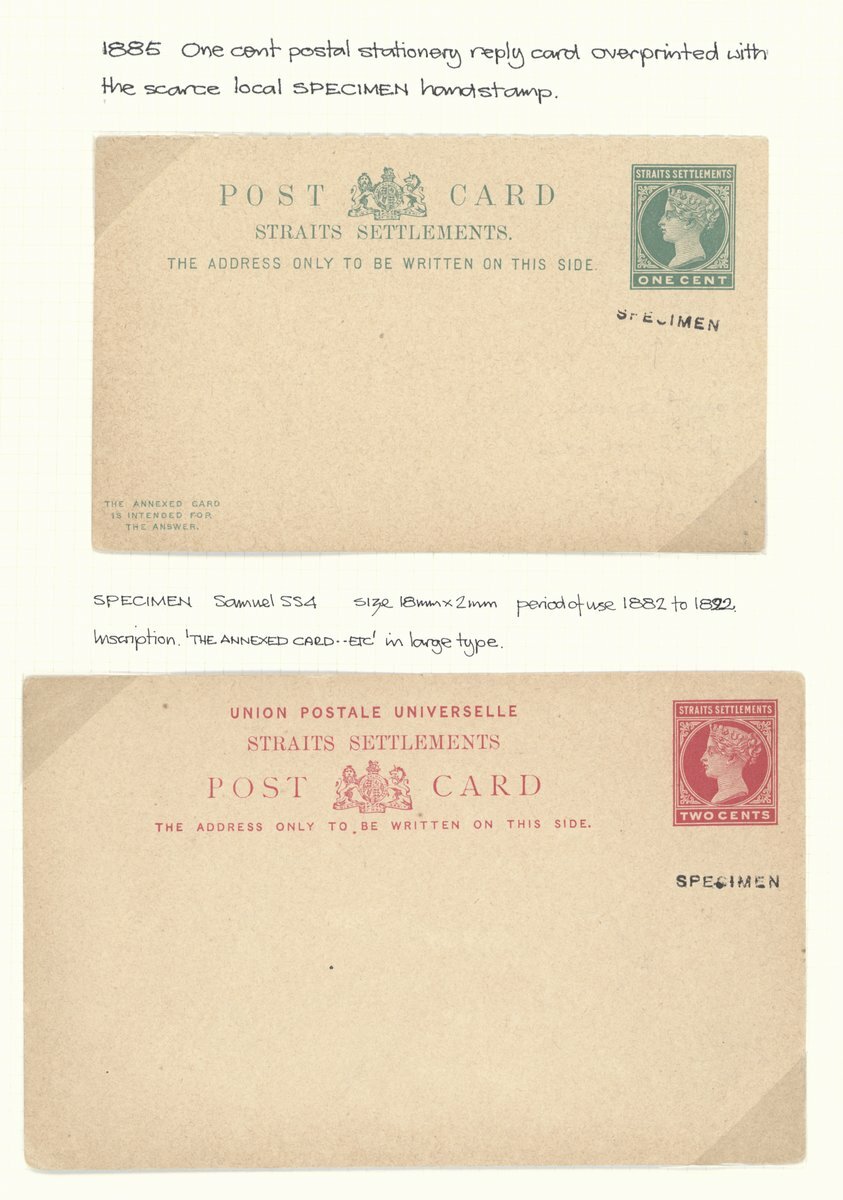 1885 One cent postal stationery reply card overprinted with
the scarce local SPECIMEN handstamp.
POST CARD
STRAITS SETTLEMENTS.
THE ADDRESS ONLY TO BE WRITTEN ON THIS SIDE.
STRAITS SETTLEMENTS
ONE CENT
SPECIMEN
THE ANNEXED CARD
IS INTENDED FOR
THE ANSWER.
SPECIMEN Samuel SS4 size 18mm x 2mm period of use 1882 to 1892.
Inscription. 'THE ANNEXED CARD--ETC' in large type.
UNION POSTALE UNIVERSELLE
STRAITS SETTLEMENTS
POST CARD
THE ADDRESS ONLY TO BE WRITTEN ON THIS SIDE.
STRAITS SETTLEMENTS
TWO CENTS
SPECIMEN